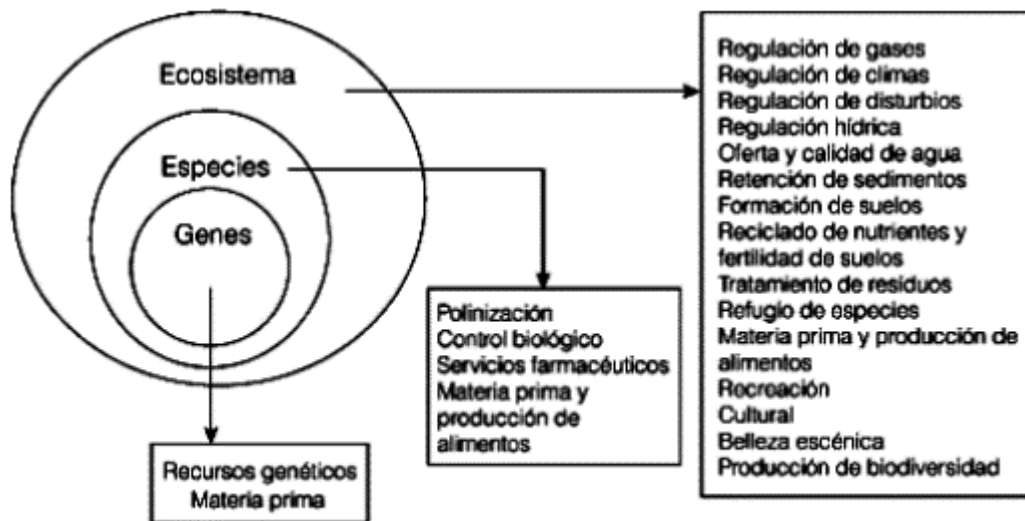 Ecosistema
Especies
Genes
Regulación de gases
Regulación de climas
Regulación de disturbios
Regulación hídrica
Oferta y calidad de agua
Retención de sedimentos
Formación de suelos
Reciclado de nutrientes y
fertilidad de suelos
Tratamiento de residuos
Refugio de especies
Materia prima y producción de
alimentos
Recreación
Cultural
Belleza escénica
Producción de biodiversidad
Polinización
Control biológico
Servicios farmacéuticos
Materia prima y
producción de
alimentos
Recursos genéticos
Materia prima